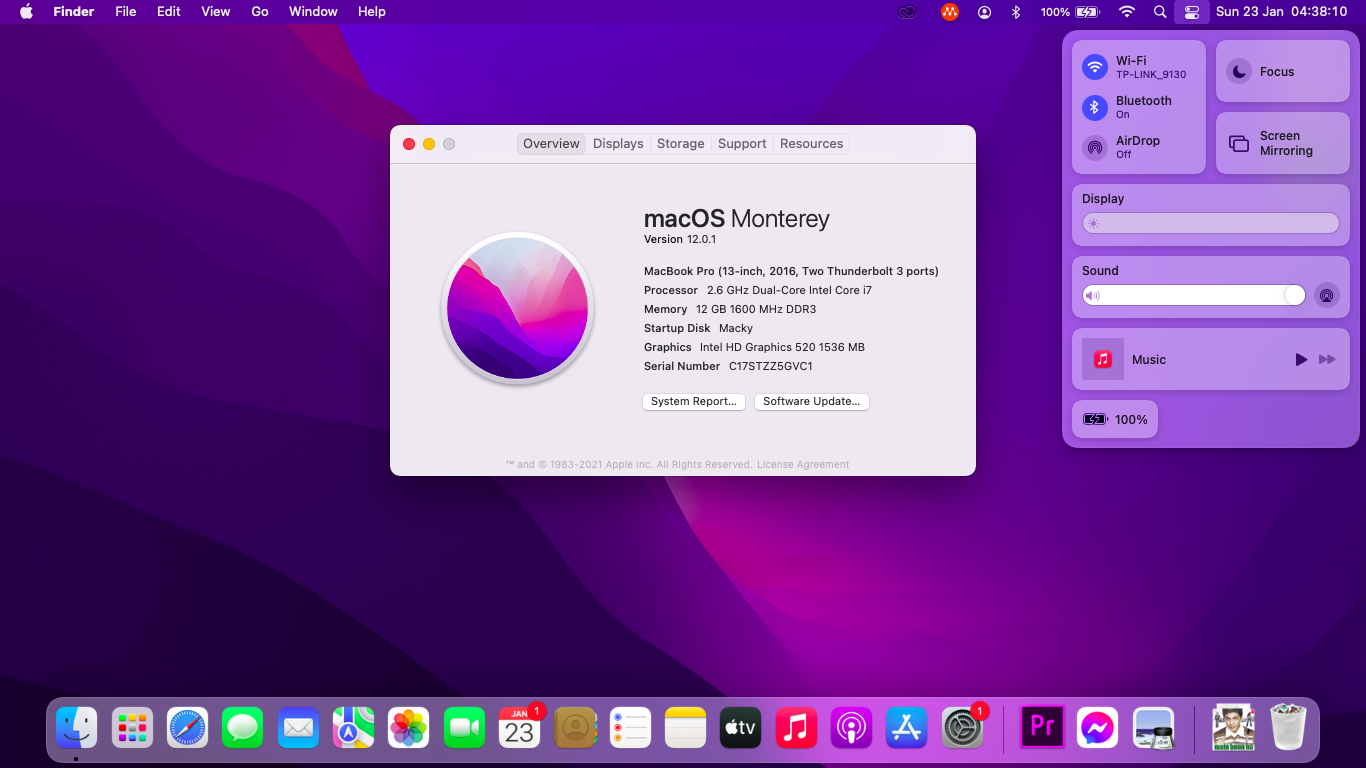 Finder File Edit View Go Window Help
100% Sun 23 Jan 04:38:10
Wi-Fi
TP-LINK_9130
Bluetooth
On
AirDrop
Off
Focus
Screen
Mirroring
Display
Sound
Music
100%
Overview Displays Storage Support Resources
macOS Monterey
Version 12.0.1
MacBook Pro (13-inch, 2016, Two Thunderbolt 3 ports)
Processor 2.6 GHz Dual-Core Intel Core i7
Memory 12 GB 1600 MHz DDR3
Startup Disk Macky
Graphics Intel HD Graphics 520 1536 MB
Serial Number C17STZZ5GVC1
System Report... Software Update...
™ and © 1983-2021 Apple Inc. All Rights Reserved. License Agreement
JAN
23
1
tv
1
Pr